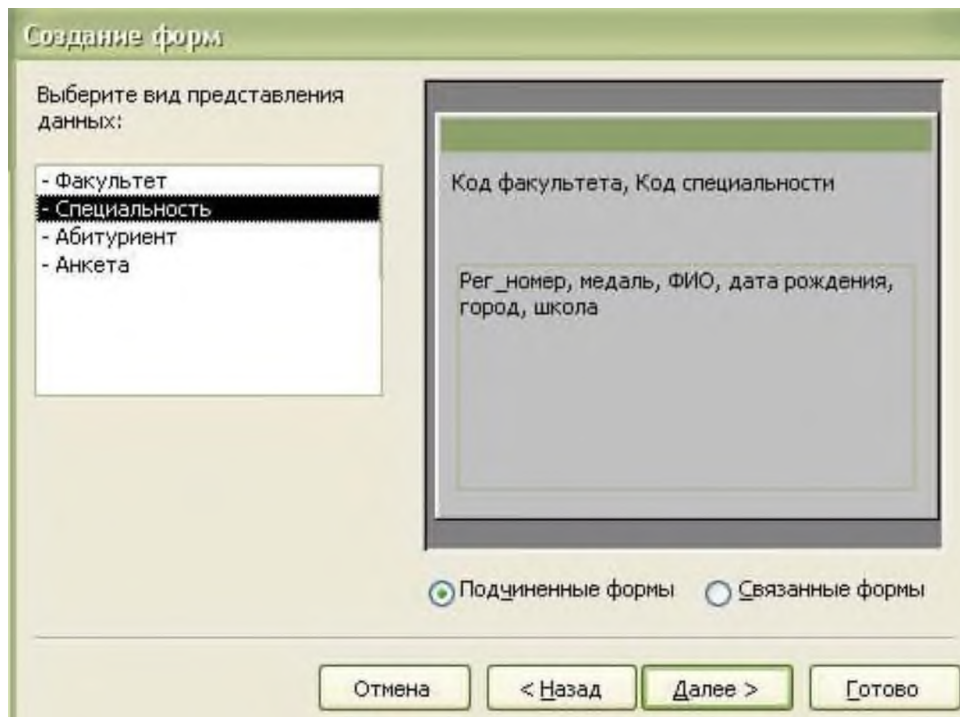 Создание форм
Выберите вид представления
данных:
- Факультет
- Специальность
- Абитуриент
- Анкета
Код факультета, Код специальности
Рег_номер, медаль, ФИО, дата рождения,
город, школа
Подчиненные формы
Связанные формы
Отмена
< Назад
Далее >
Готово